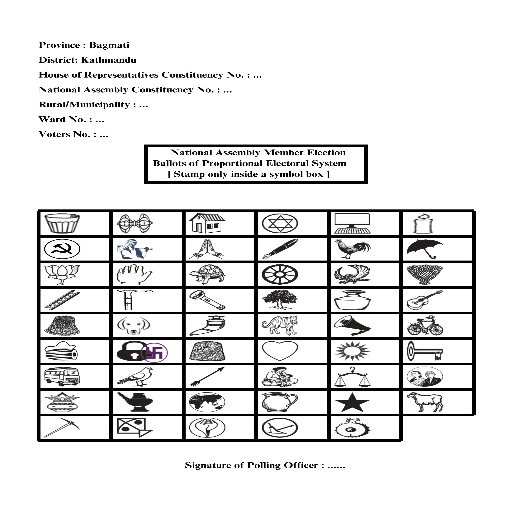 Province : Bagmati
District: Kathmandu
House of Representatives Constituency No. : ...
National Assembly Constituency No. : ...
Rural/Municipality : ...
Ward No. : ...
Voters No. : ...
National Assembly Member Election
Ballots of Proportional Electoral System
[ Stamp only inside a symbol box ]
Signature of Polling Officer : ......